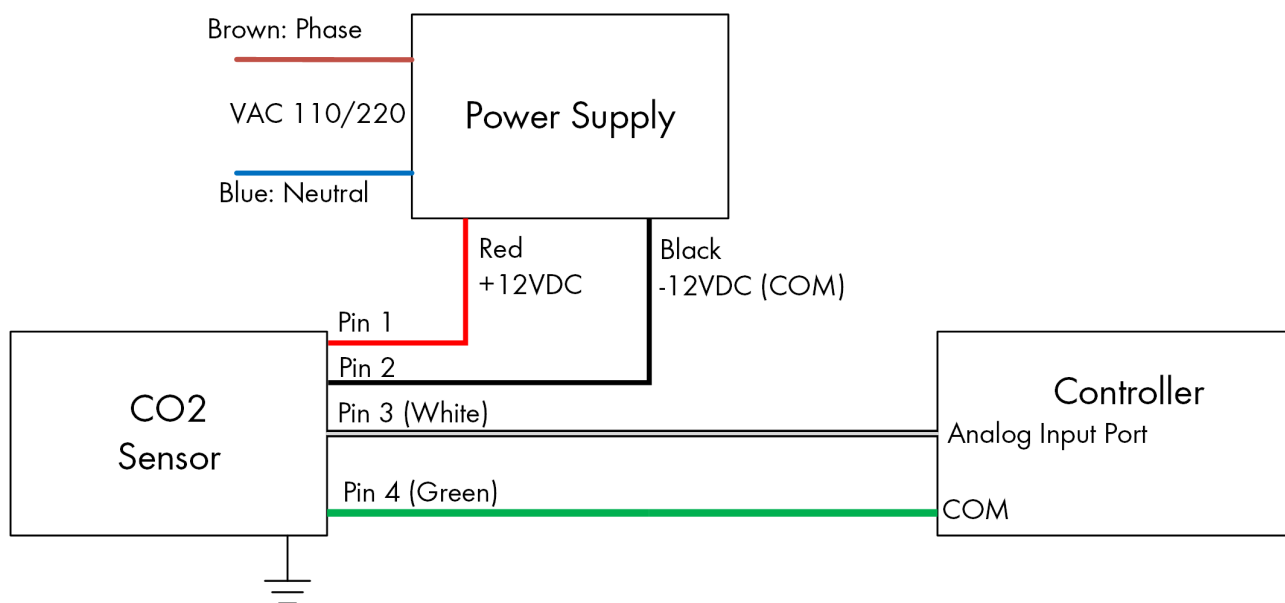 Brown: Phase
VAC 110/220
Blue: Neutral
Power Supply
Red
+12VDC
Black
-12VDC (COM)
Pin 1
Pin 2
Pin 3 (White)
Pin 4 (Green)
CO2
Sensor
Controller
Analog Input Port
COM